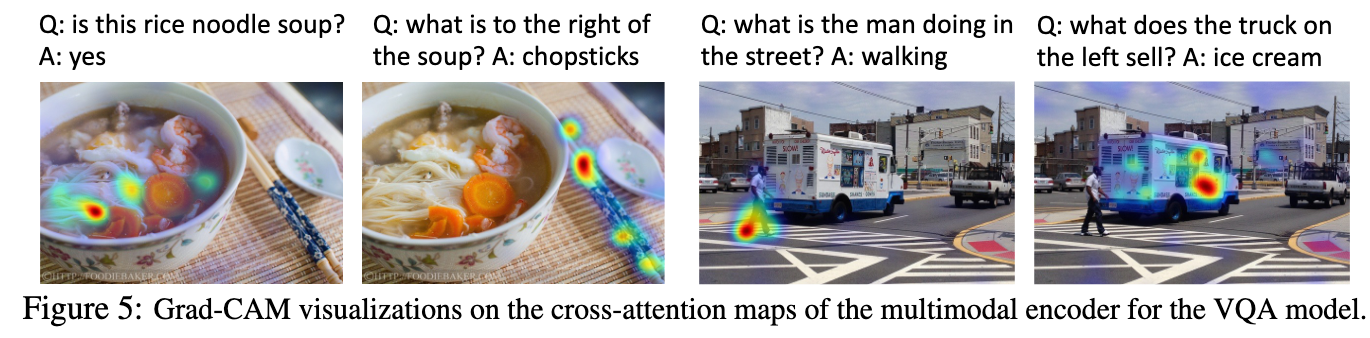 Q: is this rice noodle soup?
A: yes
Q: what is to the right of
the soup? A: chopsticks
Q: what is the man doing in
the street? A: walking
Q: what does the truck on
the left sell? A: ice cream
©HTTP://FOODIEBAKER.COM
©HTTP://FOODIEBAKER.COM
SLOW!
SLOW!
Figure 5: Grad-CAM visualizations on the cross-attention maps of the multimodal encoder for the VQA model.